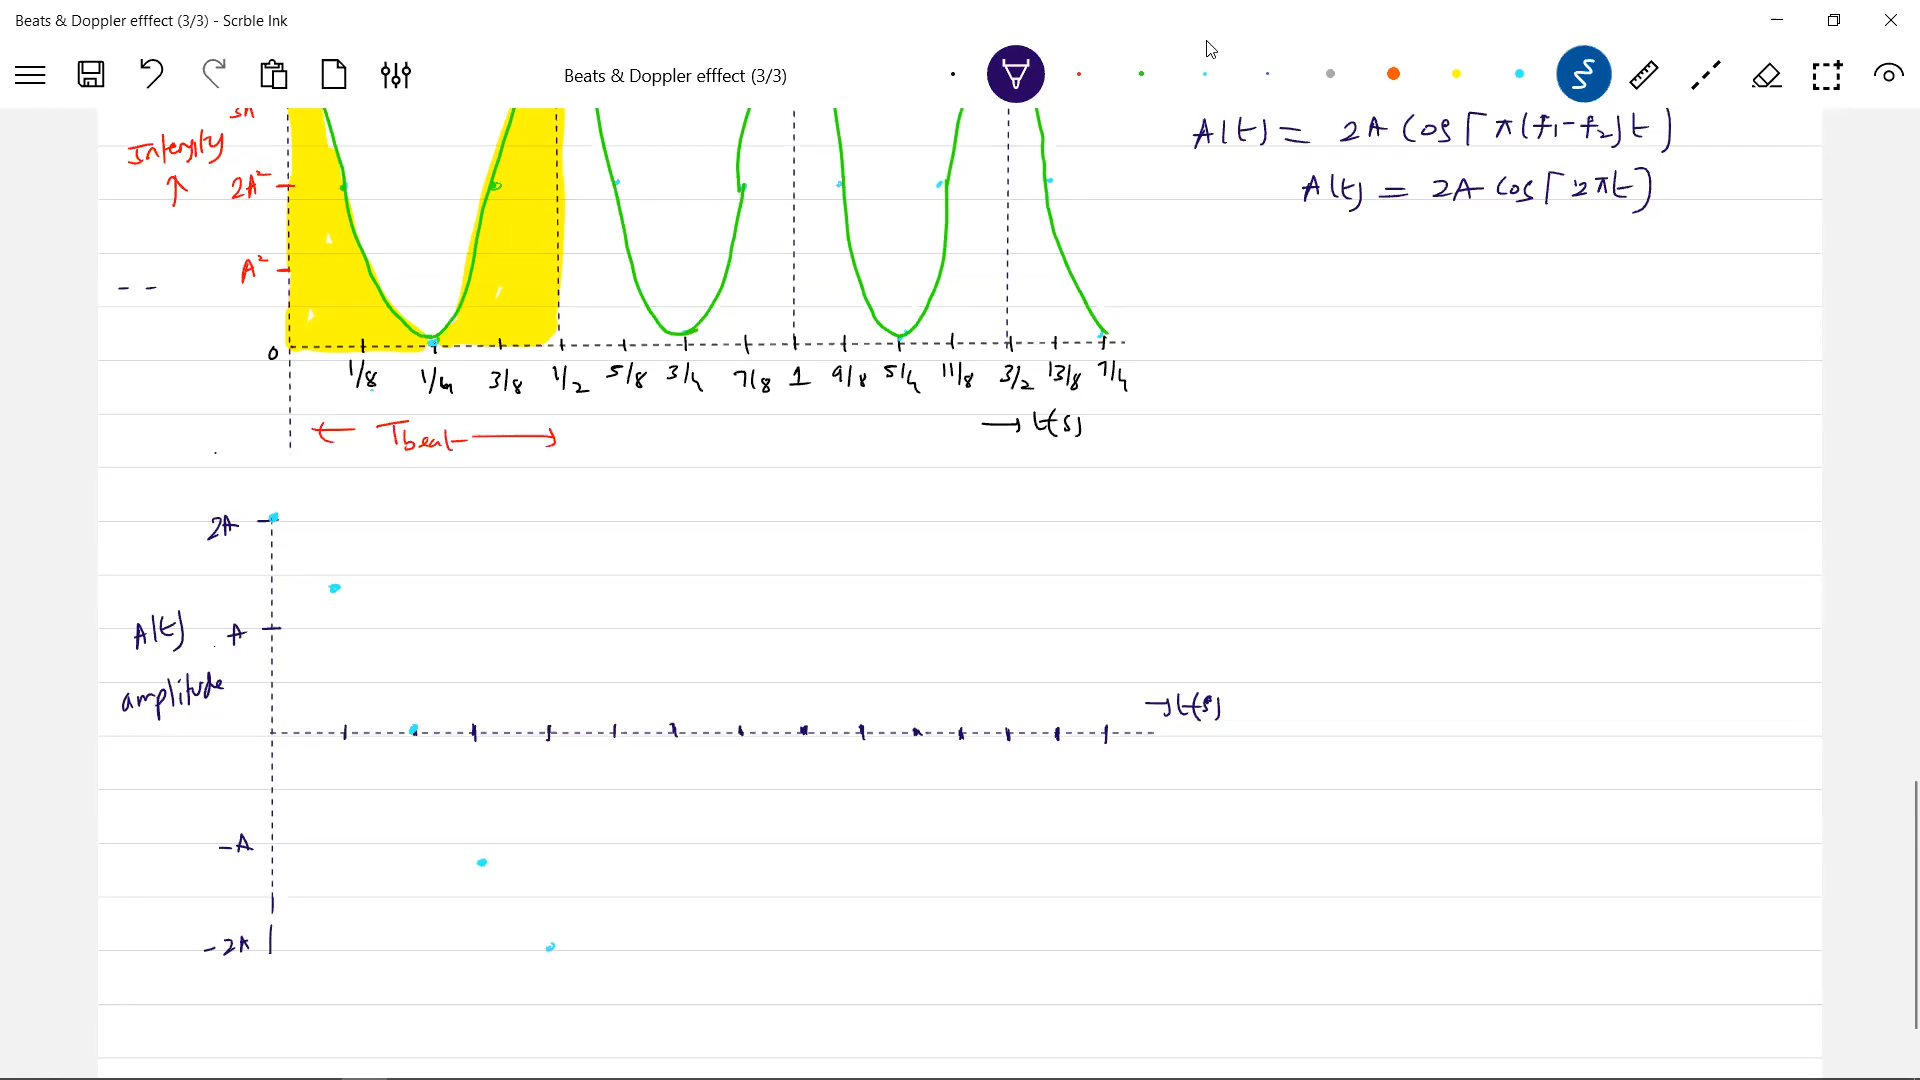 Beats & Doppler efffect (3/3) - Scrble Ink
Beats & Doppler efffect (3/3)
A(t) = 2A Cos[π(f₁-f₂)t]
Intensity
↑
2A²
A(t) = 2A Cos[2πt]
A²
- -
0
1/8 1/4 3/8 1/2 5/8 3/4 7/8 1 9/8 5/4 11/8 3/2 13/8 7/4
← Tbeat → → t(s)
2A
A(t) A
amplitude
→ t(s)
-A
-2A